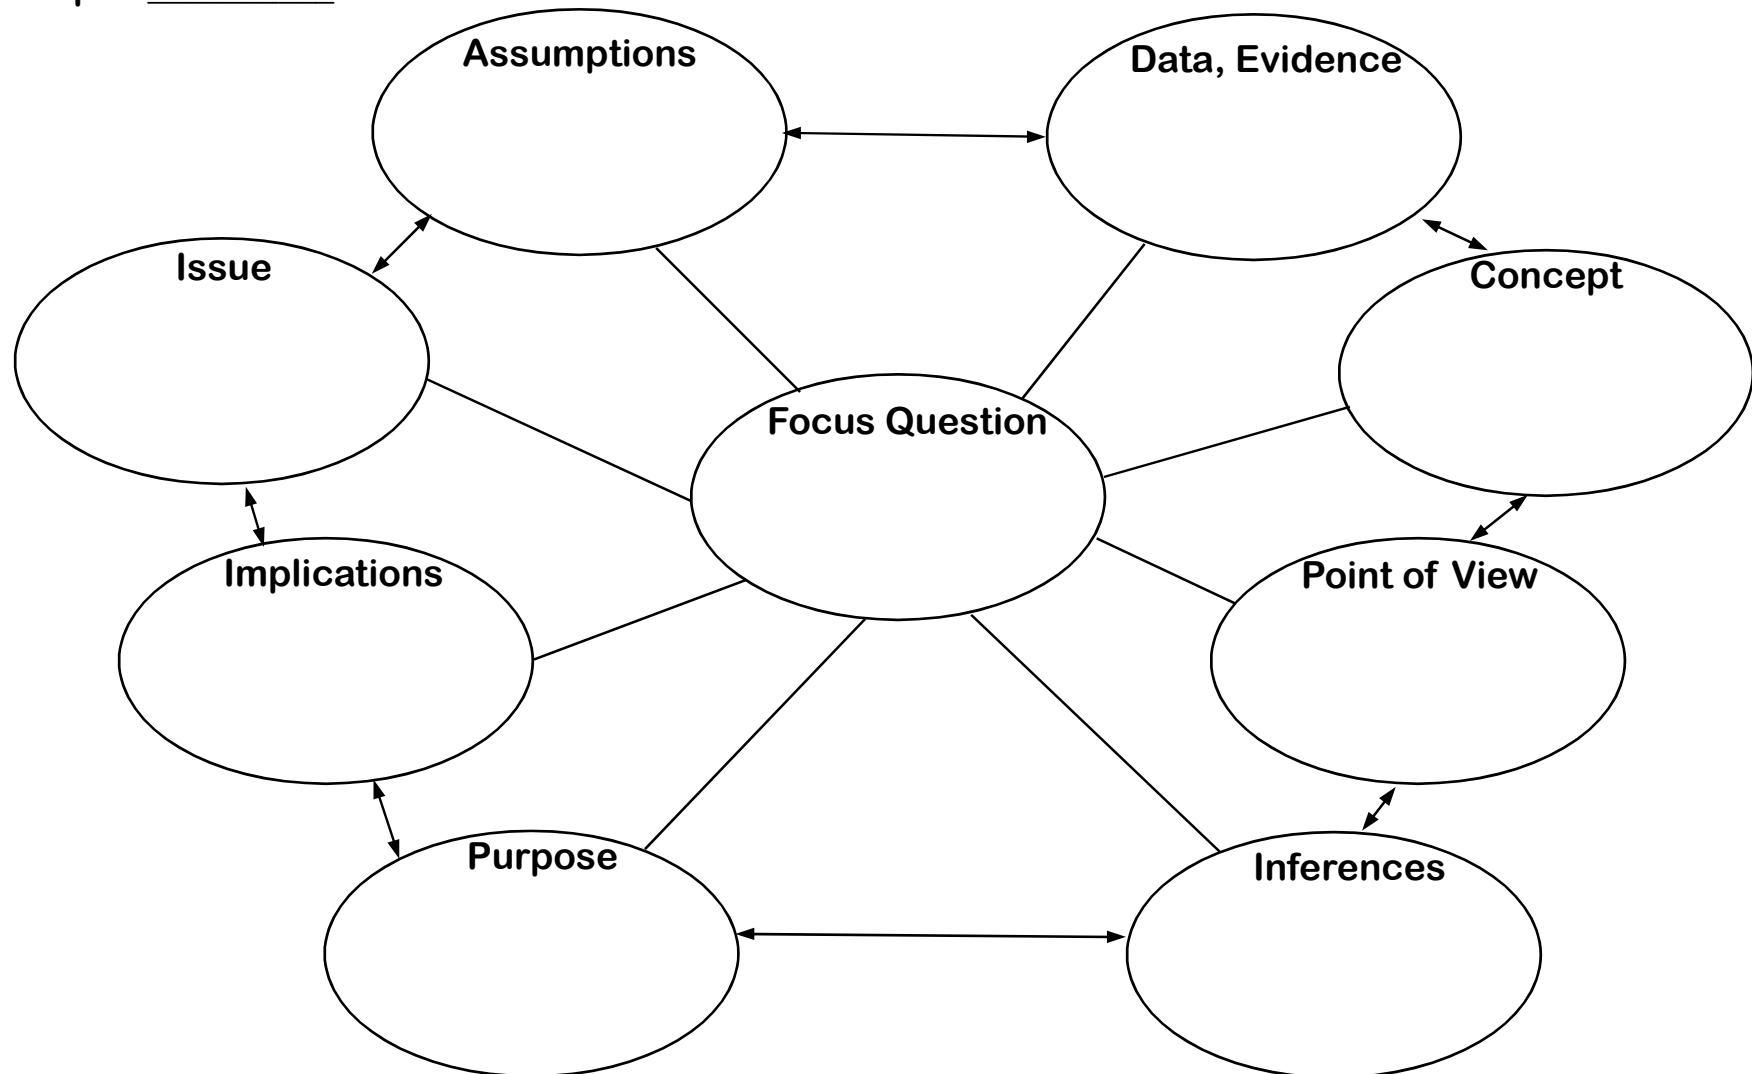 Assumptions
Data, Evidence
Issue
Concept
Focus Question
Implications
Point of View
Purpose
Inferences